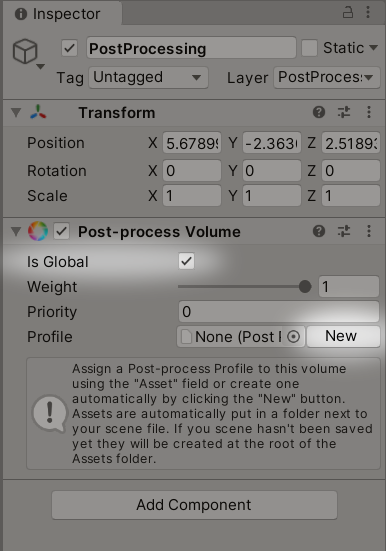 Inspector
PostProcessing
Static
Tag Untagged Layer PostProcess
Transform
Position X 5.67899 Y -2.363 Z 2.5189
Rotation X 0 Y 0 Z 0
Scale X 1 Y 1 Z 1
Post-process Volume
Is Global
Weight 1
Priority 0
Profile None (Post New
Assign a Post-process Profile to this volume
using the "Asset" field or create one
automatically by clicking the "New" button.
Assets are automatically put in a folder next to
your scene file. If you scene hasn't been saved
yet they will be created at the root of the
Assets folder.
Add Component